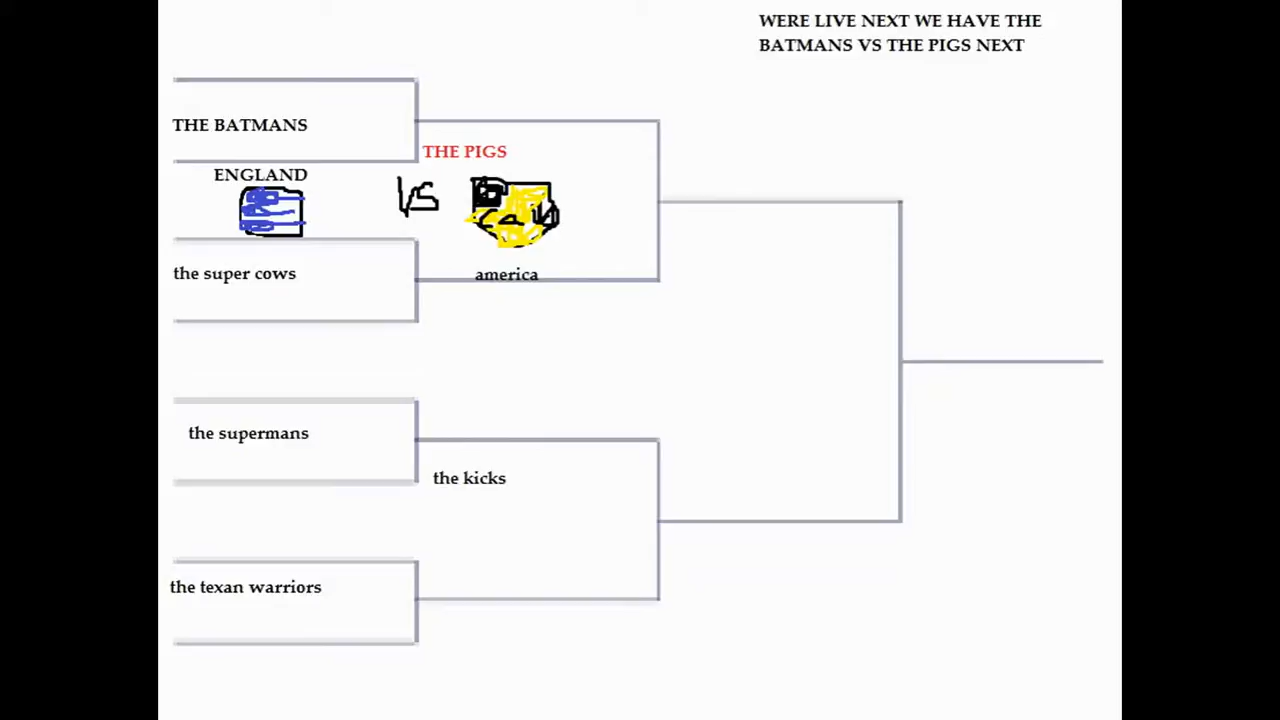 WERE LIVE NEXT WE HAVE THE
BATMANS VS THE PIGS NEXT
THE BATMANS
THE PIGS
ENGLAND
VS
the super cows
america
the supermans
the kicks
the texan warriors